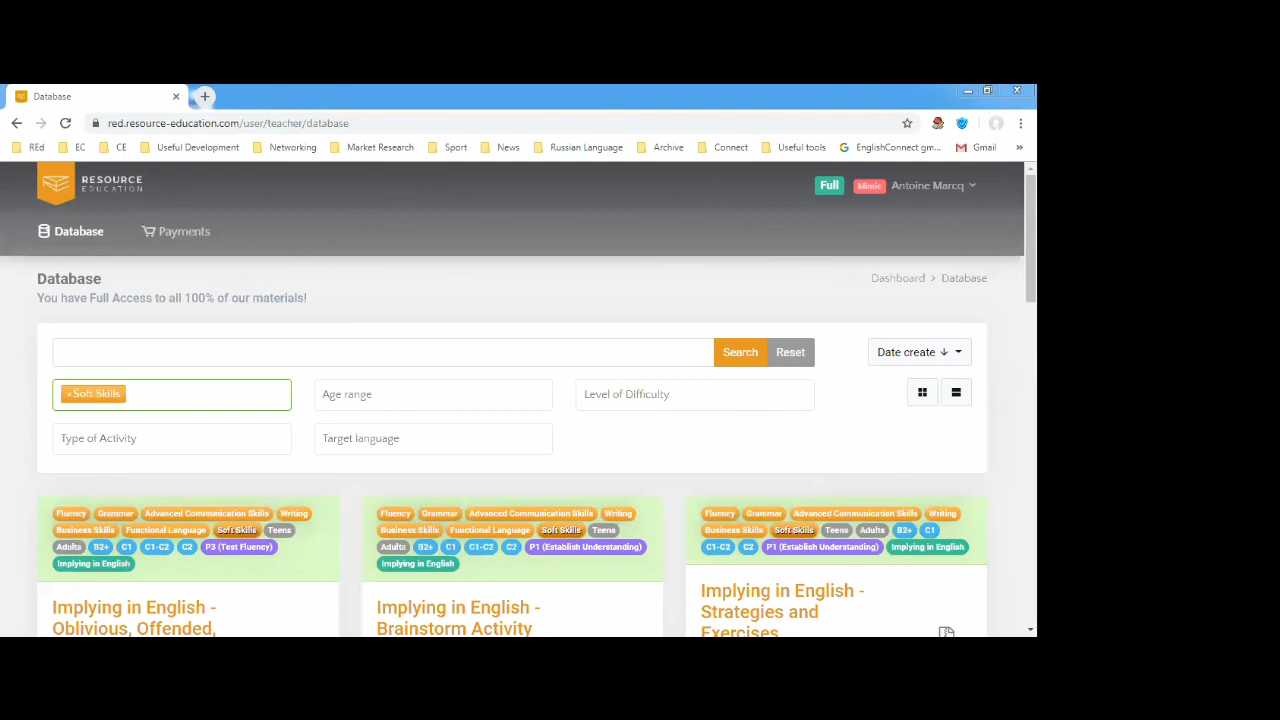 Database
red.resource-education.com/user/teacher/database
REd EC CE Useful Development Networking Market Research Sport News Russian Language Archive Connect Useful tools EnglishConnect gm... Gmail »
RESOURCE
EDUCATION
Full Mimic Antoine Marcq
Database Payments
Database
Dashboard > Database
You have Full Access to all 100% of our materials!
Search Reset Date create ↓
×Soft Skills Age range Level of Difficulty
Type of Activity Target language
Fluency Grammar Advanced Communication Skills Writing
Business Skills Functional Language Soft Skills Teens
Adults B2+ C1 C1-C2 C2 P3 (Test Fluency)
Implying in English
Implying in English -
Oblivious, Offended,
Fluency Grammar Advanced Communication Skills Writing
Business Skills Functional Language Soft Skills Teens
Adults B2+ C1 C1-C2 C2 P1 (Establish Understanding)
Implying in English
Implying in English -
Brainstorm Activity
Fluency Grammar Advanced Communication Skills Writing
Business Skills Soft Skills Teens Adults B2+ C1
C1-C2 C2 P1 (Establish Understanding) Implying in English
Implying in English -
Strategies and
Exercises